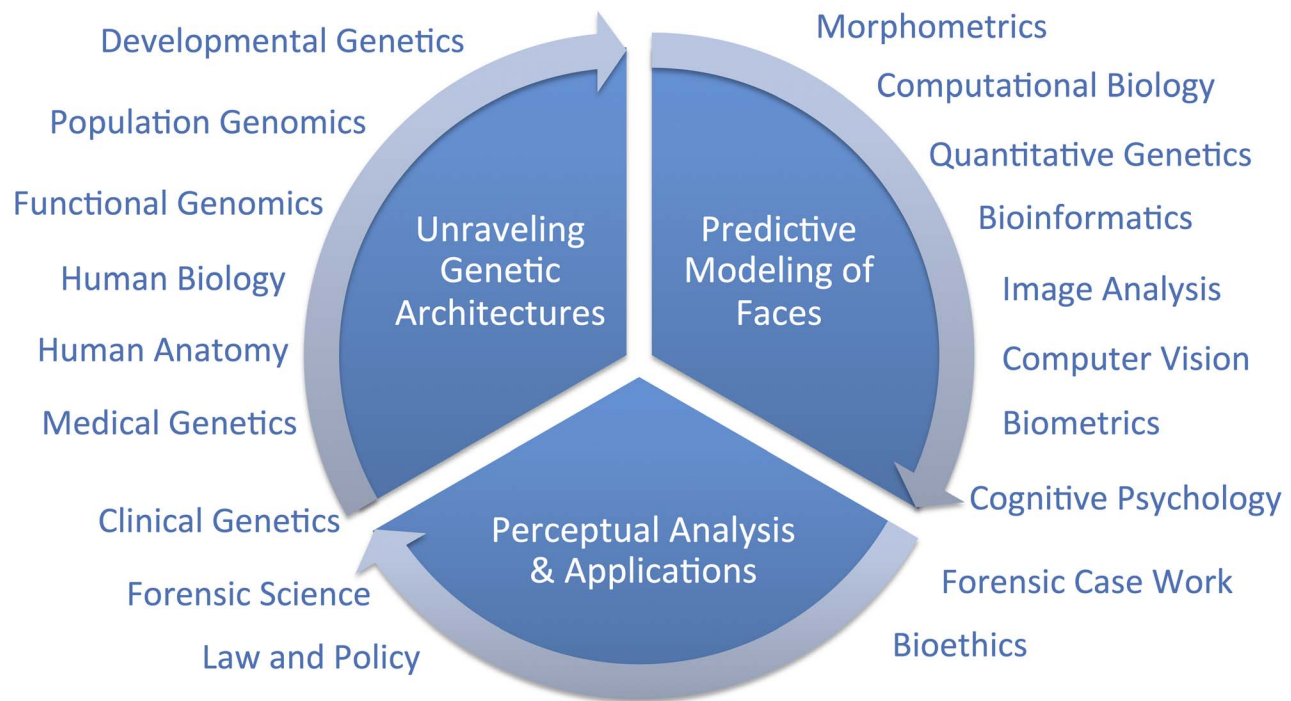 Developmental Genetics
Population Genomics
Functional Genomics
Human Biology
Human Anatomy
Medical Genetics
Clinical Genetics
Forensic Science
Law and Policy
Unraveling
Genetic
Architectures
Predictive
Modeling of
Faces
Perceptual Analysis
& Applications
Morphometrics
Computational Biology
Quantitative Genetics
Bioinformatics
Image Analysis
Computer Vision
Biometrics
Cognitive Psychology
Forensic Case Work
Bioethics